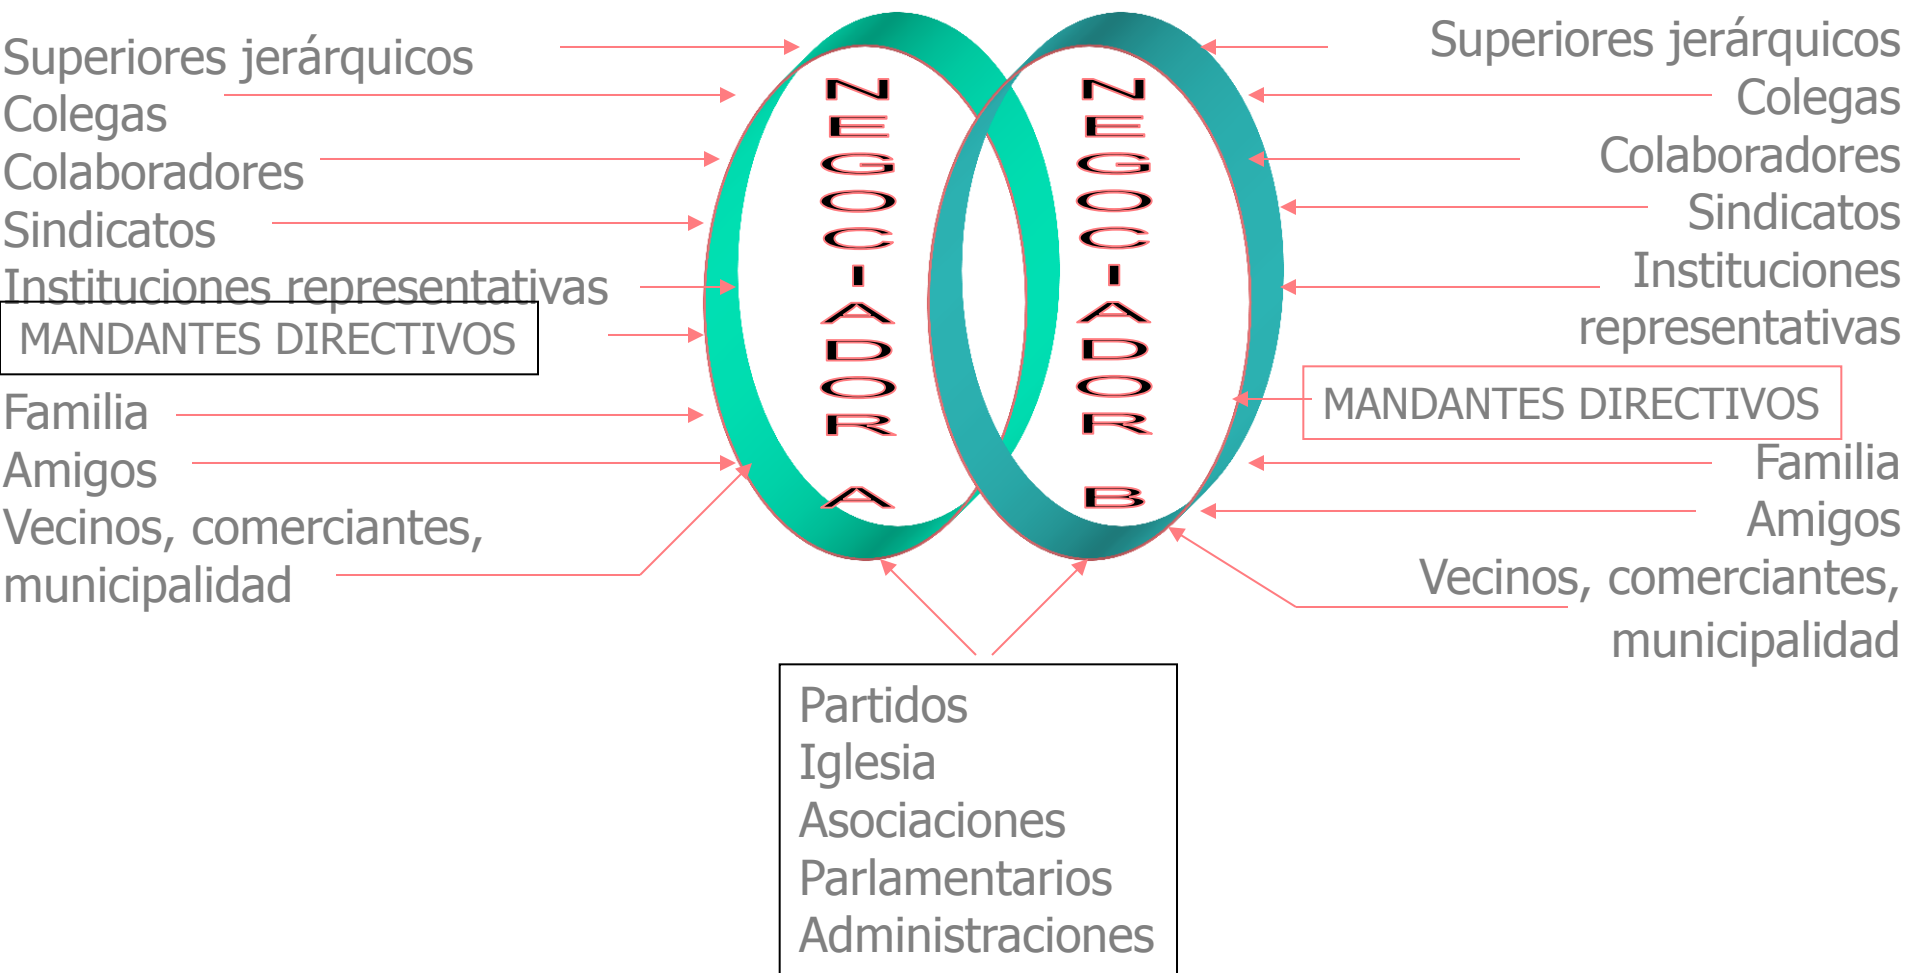 Superiores jerárquicos
Colegas
Colaboradores
Sindicatos
Instituciones representativas
MANDANTES DIRECTIVOS
Familia
Amigos
Vecinos, comerciantes,
municipalidad
NEGOCIADOR A
NEGOCIADOR B
Superiores jerárquicos
Colegas
Colaboradores
Sindicatos
Instituciones
representativas
MANDANTES DIRECTIVOS
Familia
Amigos
Vecinos, comerciantes,
municipalidad
Partidos
Iglesia
Asociaciones
Parlamentarios
Administraciones